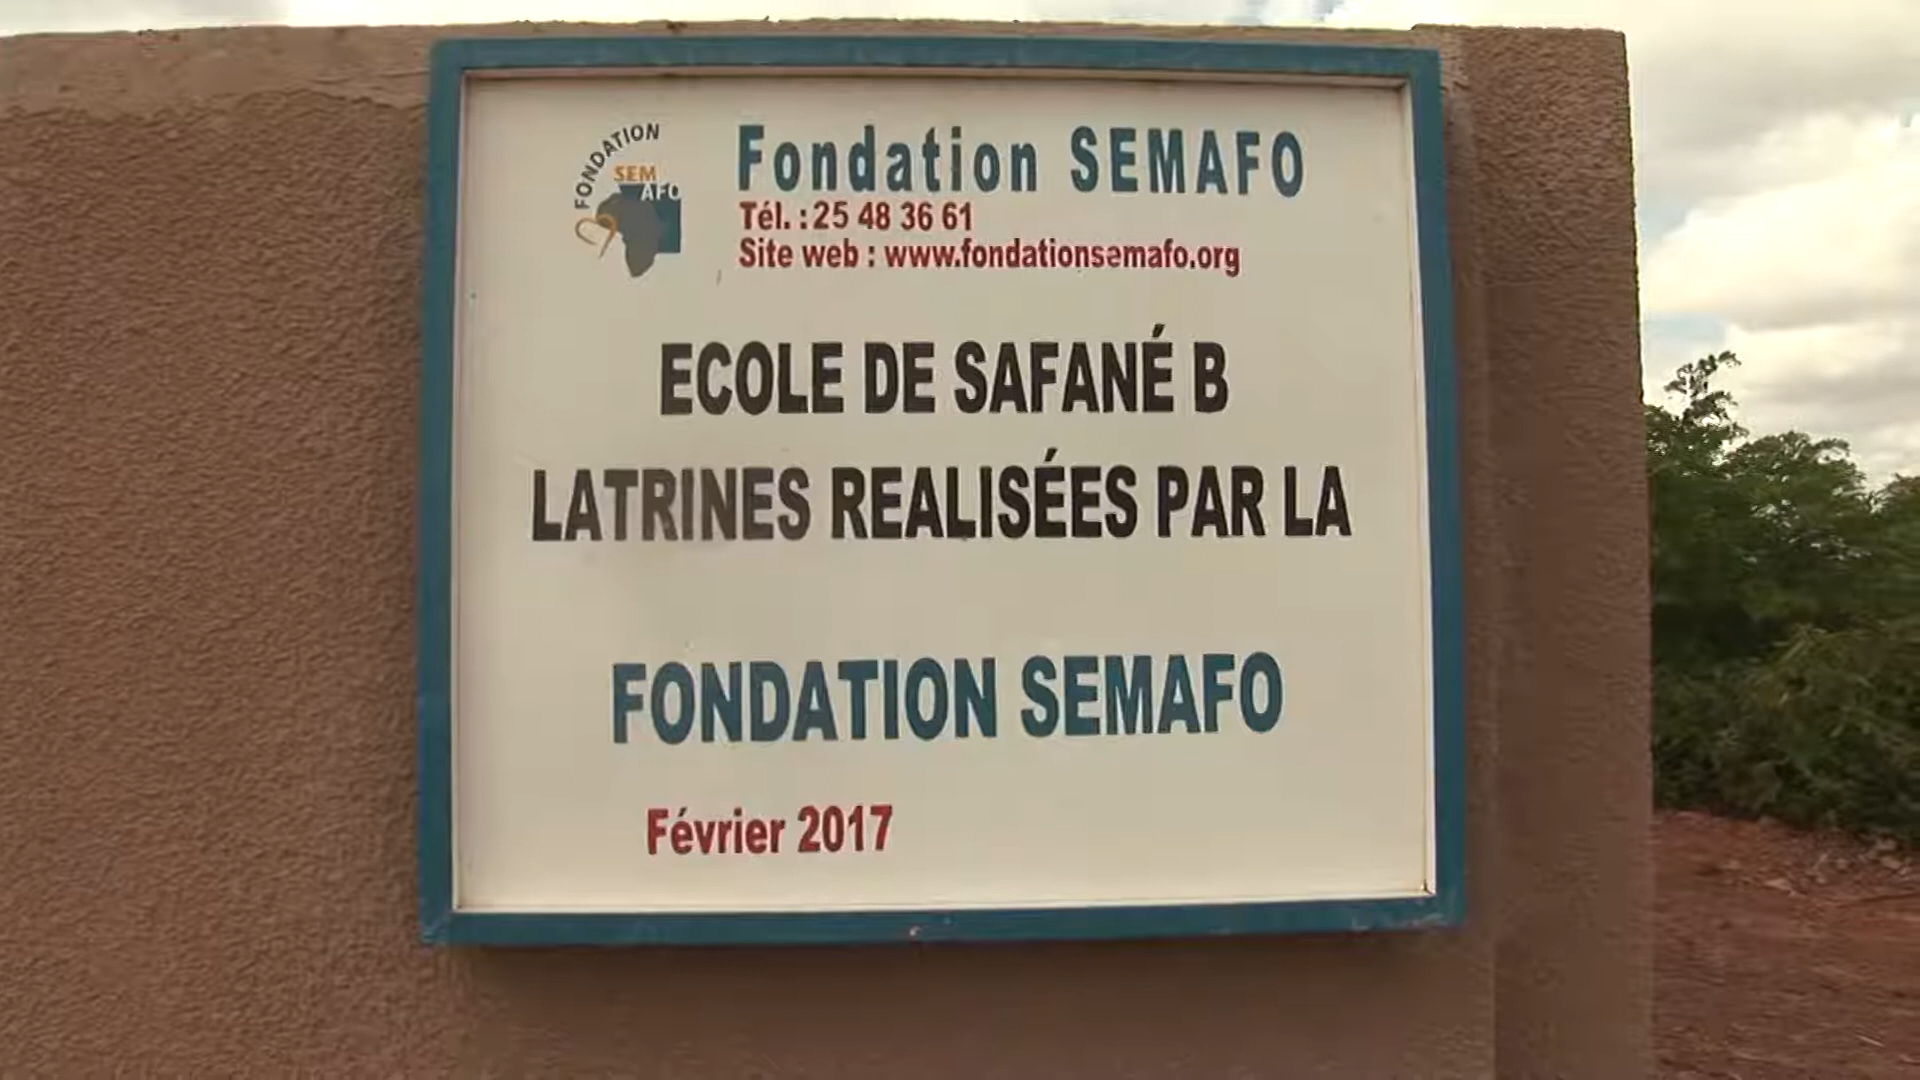 FONDATION
SEM
AFO
Fondation SEMAFO
Tél. : 25 48 36 61
Site web : www.fondationsemafo.org
ECOLE DE SAFANÉ B
LATRINES REALISÉES PAR LA
FONDATION SEMAFO
Février 2017